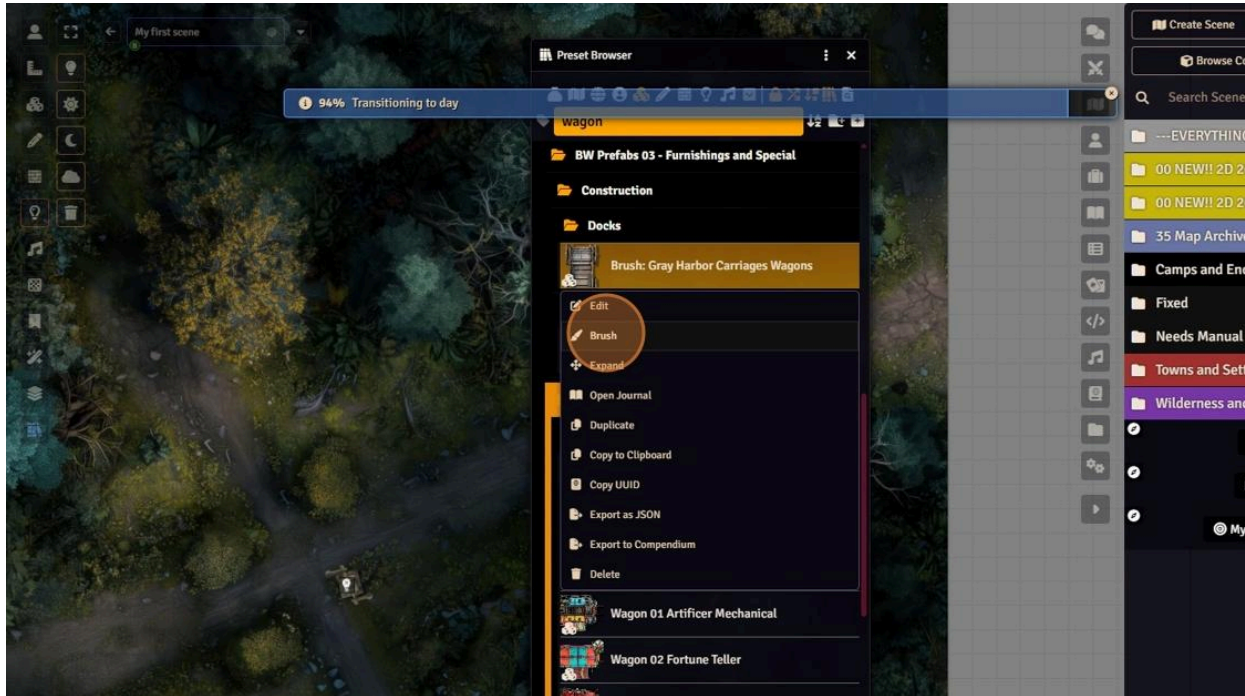 My first scene
Preset Browser
94% Transitioning to day
wagon
BW Prefabs 03 - Furnishings and Special
Construction
Docks
Brush: Gray Harbor Carriages Wagons
Edit
Brush
Expand
Open Journal
Duplicate
Copy to Clipboard
Copy UUID
Export as JSON
Export to Compendium
Delete
Wagon 01 Artificer Mechanical
Wagon 02 Fortune Teller
Create Scene
Browse Co
Search Scene
---EVERYTHING
00 NEW!! 2D 2
00 NEW!! 2D 2
35 Map Archiv
Camps and En
Fixed
Needs Manual
Towns and Set
Wilderness an
My